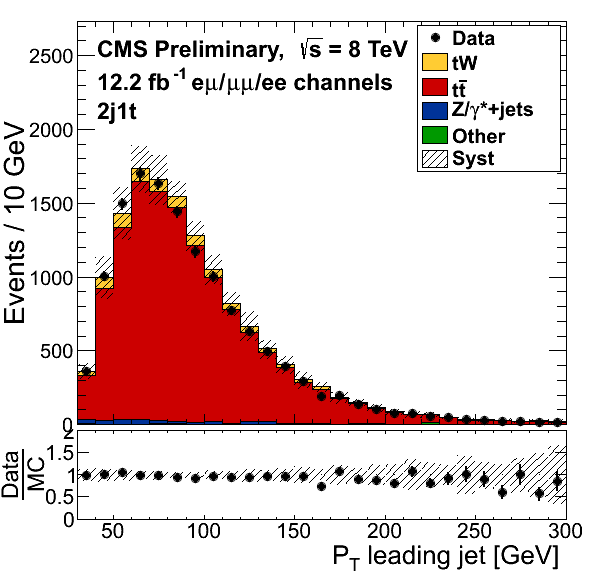 CMS Preliminary, √s = 8 TeV
12.2 fb⁻¹ eμ/μμ/ee channels
2j1t
Data
tW
tt̄
Z/γ*+jets
Other
Syst
Events / 10 GeV
2500
2000
1500
1000
500
0
Data
MC
2
1.5
1
0.5
0
50
100
150
200
250
300
P_T leading jet [GeV]